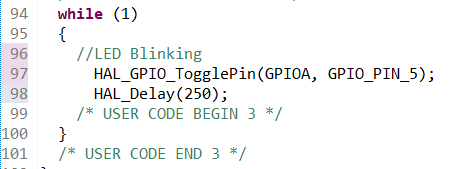 94 while (1)
95 {
96 //LED Blinking
97 HAL_GPIO_TogglePin(GPIOA, GPIO_PIN_5);
98 HAL_Delay(250);
99 /* USER CODE BEGIN 3 */
100 }
101 /* USER CODE END 3 */